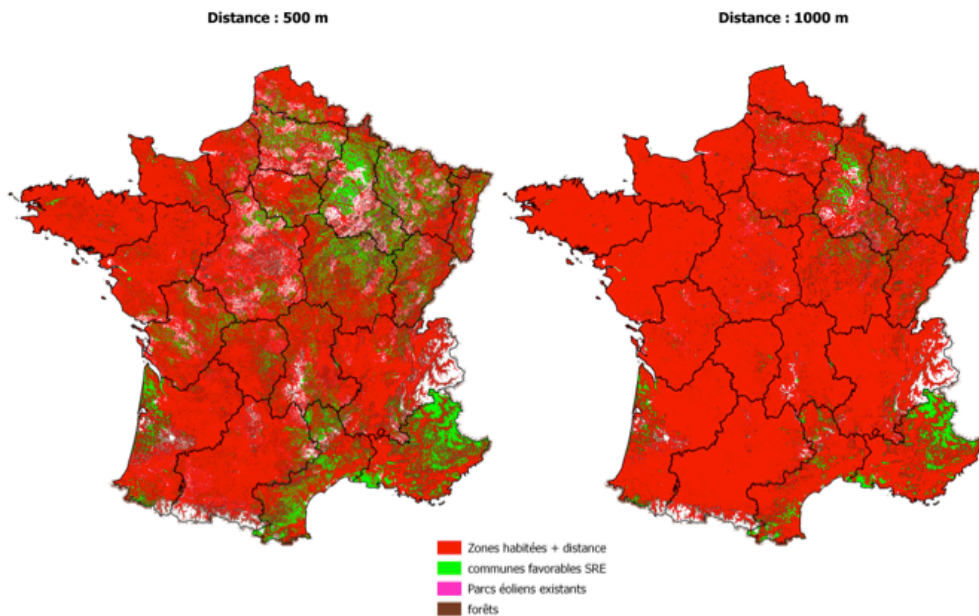 Distance : 500 m
Distance : 1000 m
Zones habitées + distance
communes favorables SRE
Parcs éoliens existants
forêts